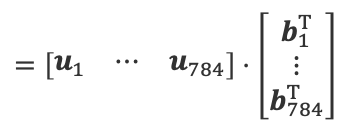 = [𝒖₁ ⋯ 𝒖₇₈₄] · [𝒃₁ᵀ ⋮ 𝒃₇₈₄ᵀ]